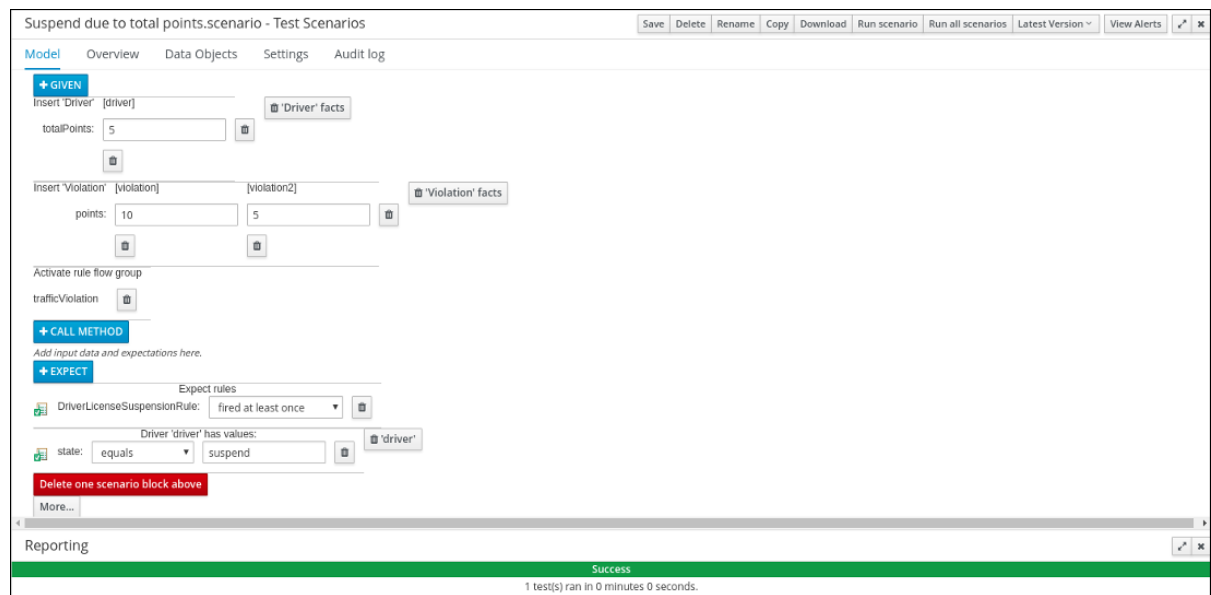 Suspend due to total points.scenario - Test Scenarios
Save Delete Rename Copy Download Run scenario Run all scenarios Latest Version View Alerts
Model Overview Data Objects Settings Audit log
+ GIVEN
Insert 'Driver' [driver]
'Driver' facts
totalPoints: 5
Insert 'Violation' [violation] [violation2]
'Violation' facts
points: 10 5
Activate rule flow group
trafficViolation
+ CALL METHOD
Add input data and expectations here.
+ EXPECT
Expect rules
DriverLicenseSuspensionRule: fired at least once
Driver 'driver' has values:
'driver'
state: equals suspend
Delete one scenario block above
More...
Reporting
Success
1 test(s) ran in 0 minutes 0 seconds.